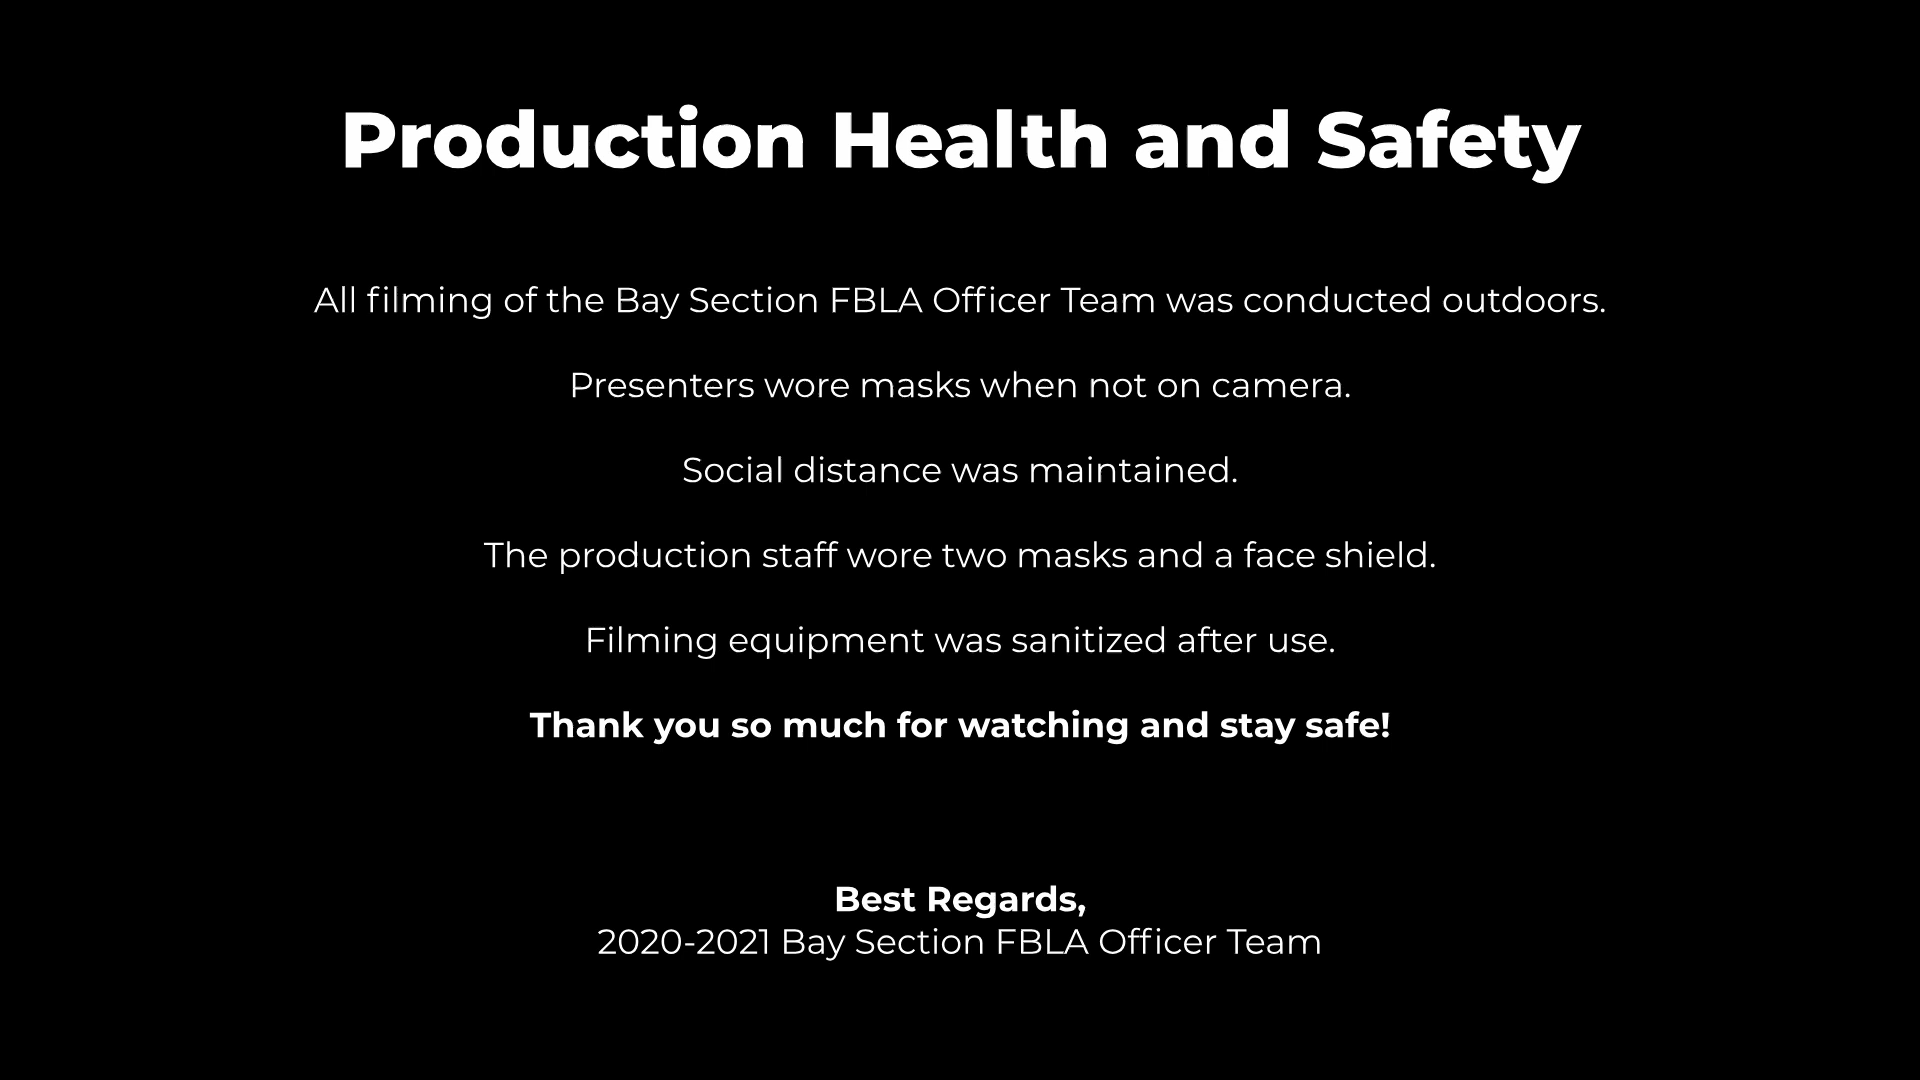 Production Health and Safety
All filming of the Bay Section FBLA Officer Team was conducted outdoors.
Presenters wore masks when not on camera.
Social distance was maintained.
The production staff wore two masks and a face shield.
Filming equipment was sanitized after use.
Thank you so much for watching and stay safe!
Best Regards,
2020-2021 Bay Section FBLA Officer Team